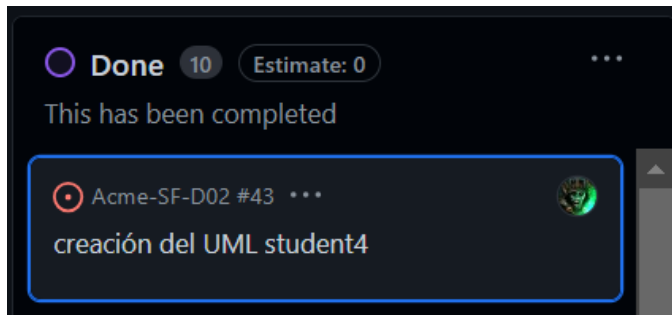 Done 10 Estimate: 0 ...
This has been completed
Acme-SF-D02 #43 ...
creación del UML student4